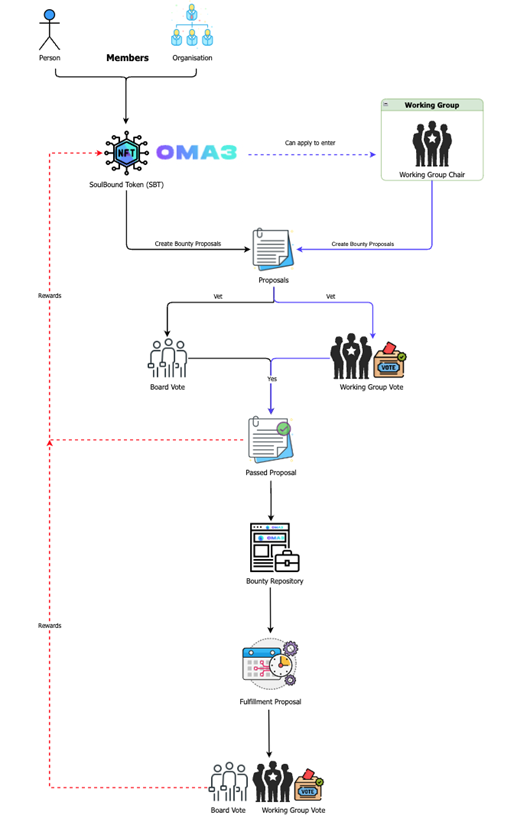 Person
Members
Organisation
Working Group
NFT
OMA3
Can apply to enter
Working Group Chair
SoulBound Token (SBT)
Create Bounty Proposals
Create Bounty Proposals
Proposals
Rewards
Vet
Vet
VOTE
Board Vote
Working Group Vote
Yes
Passed Proposal
OMA3
Bounty Repository
Rewards
Fulfillment Proposal
VOTE
Board Vote
Working Group Vote